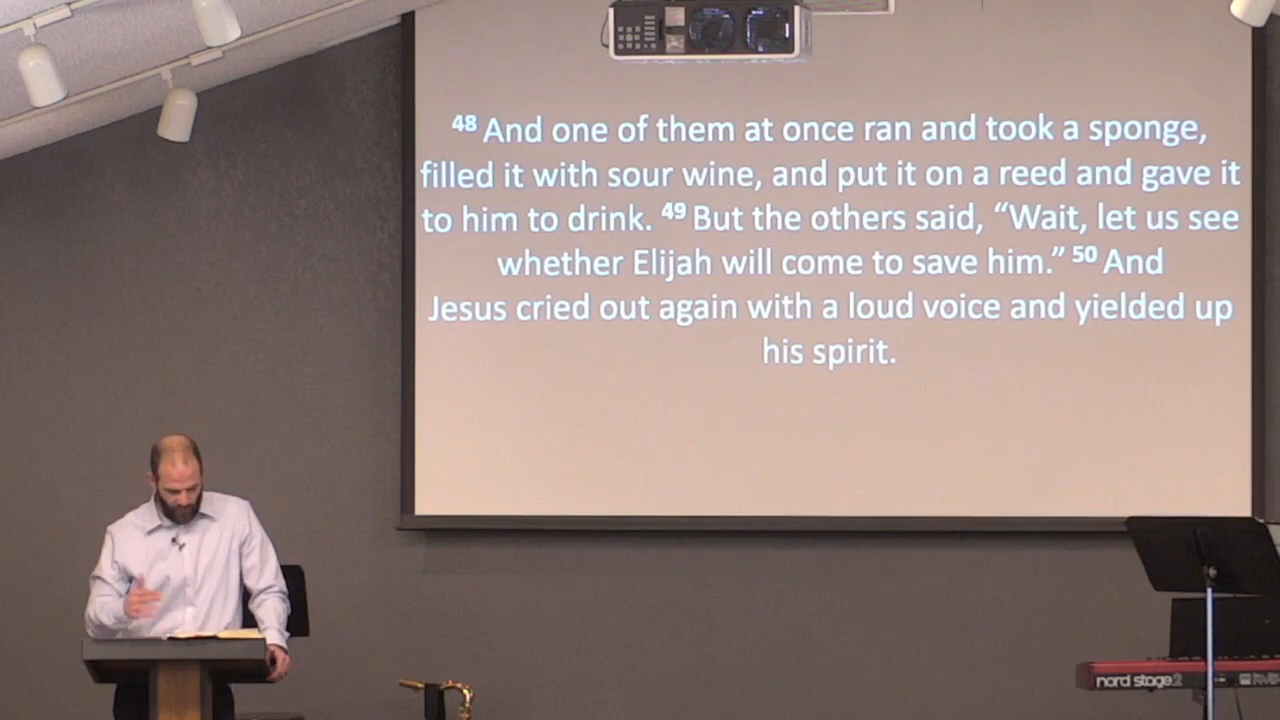 48 And one of them at once ran and took a sponge,
filled it with sour wine, and put it on a reed and gave it
to him to drink. 49 But the others said, “Wait, let us see
whether Elijah will come to save him.” 50 And
Jesus cried out again with a loud voice and yielded up
his spirit.
nord stage2